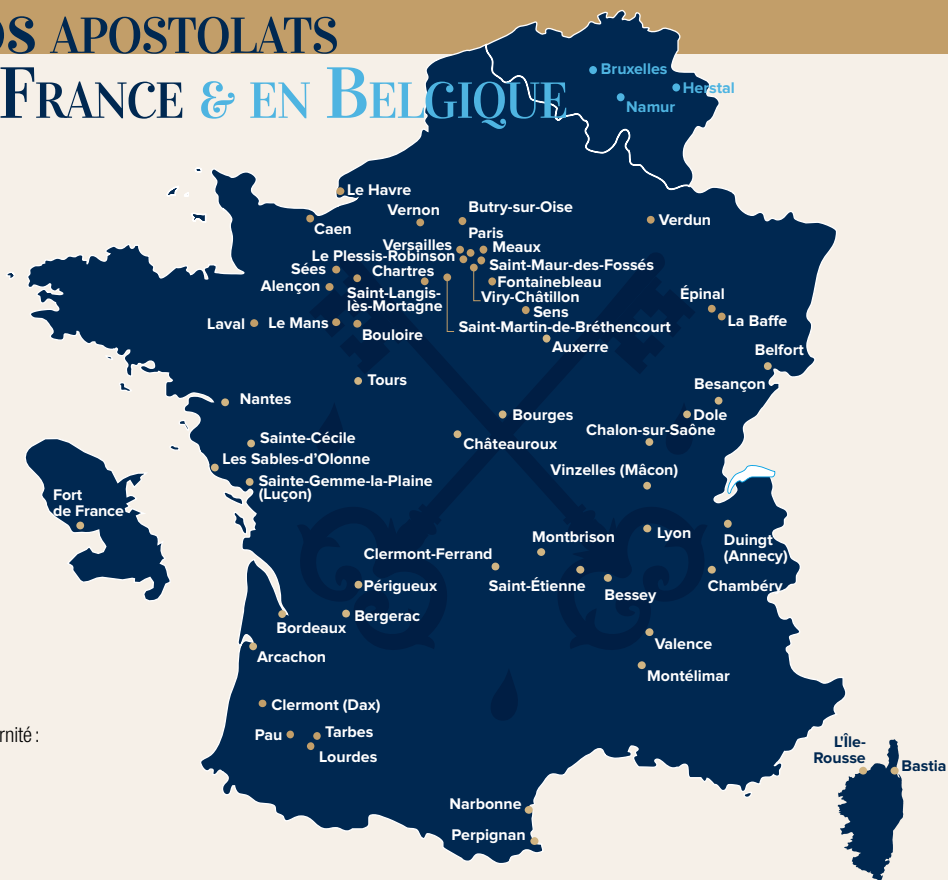 OS APOSTOLATS
FRANCE & EN BELGIQUE
Bruxelles
Herstal
Namur
Le Havre
Vernon
Butry-sur-Oise
Verdun
Caen
Paris
Versailles
Meaux
Le Plessis-Robinson
Saint-Maur-des-Fossés
Sées
Chartres
Fontainebleau
Alençon
Saint-Langis-
lès-Mortagne
Viry-Châtillon
Épinal
Sens
La Baffe
Laval
Le Mans
Bouloire
Saint-Martin-de-Bréthencourt
Auxerre
Belfort
Tours
Besançon
Nantes
Bourges
Dole
Chalon-sur-Saône
Sainte-Cécile
Châteauroux
Les Sables-d'Olonne
Vinzelles (Mâcon)
Sainte-Gemme-la-Plaine
(Luçon)
Fort
de France
Lyon
Montbrison
Duingt
(Annecy)
Clermont-Ferrand
Saint-Étienne
Bessey
Chambéry
Périgueux
Bergerac
Bordeaux
Valence
Arcachon
Montélimar
Clermont (Dax)
Pau
Tarbes
Lourdes
rnité :
L'Île-
Rousse
Bastia
Narbonne
Perpignan